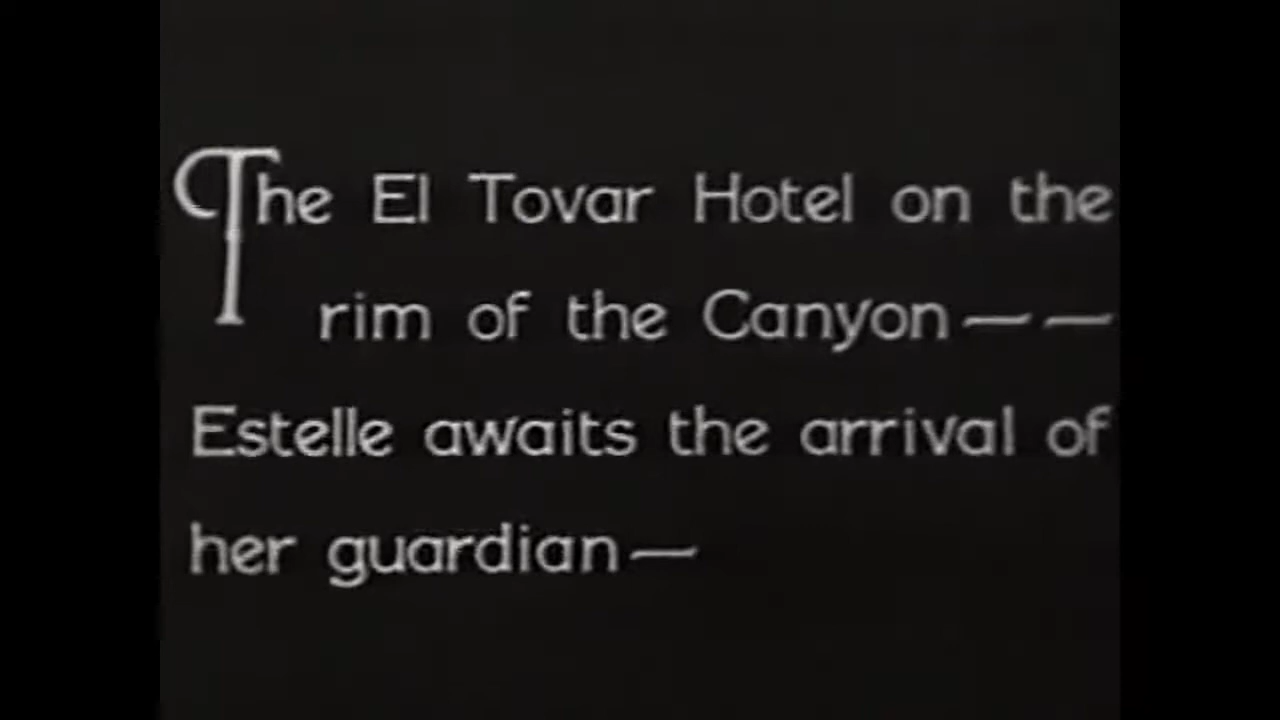 The El Tovar Hotel on the
rim of the Canyon——
Estelle awaits the arrival of
her guardian—